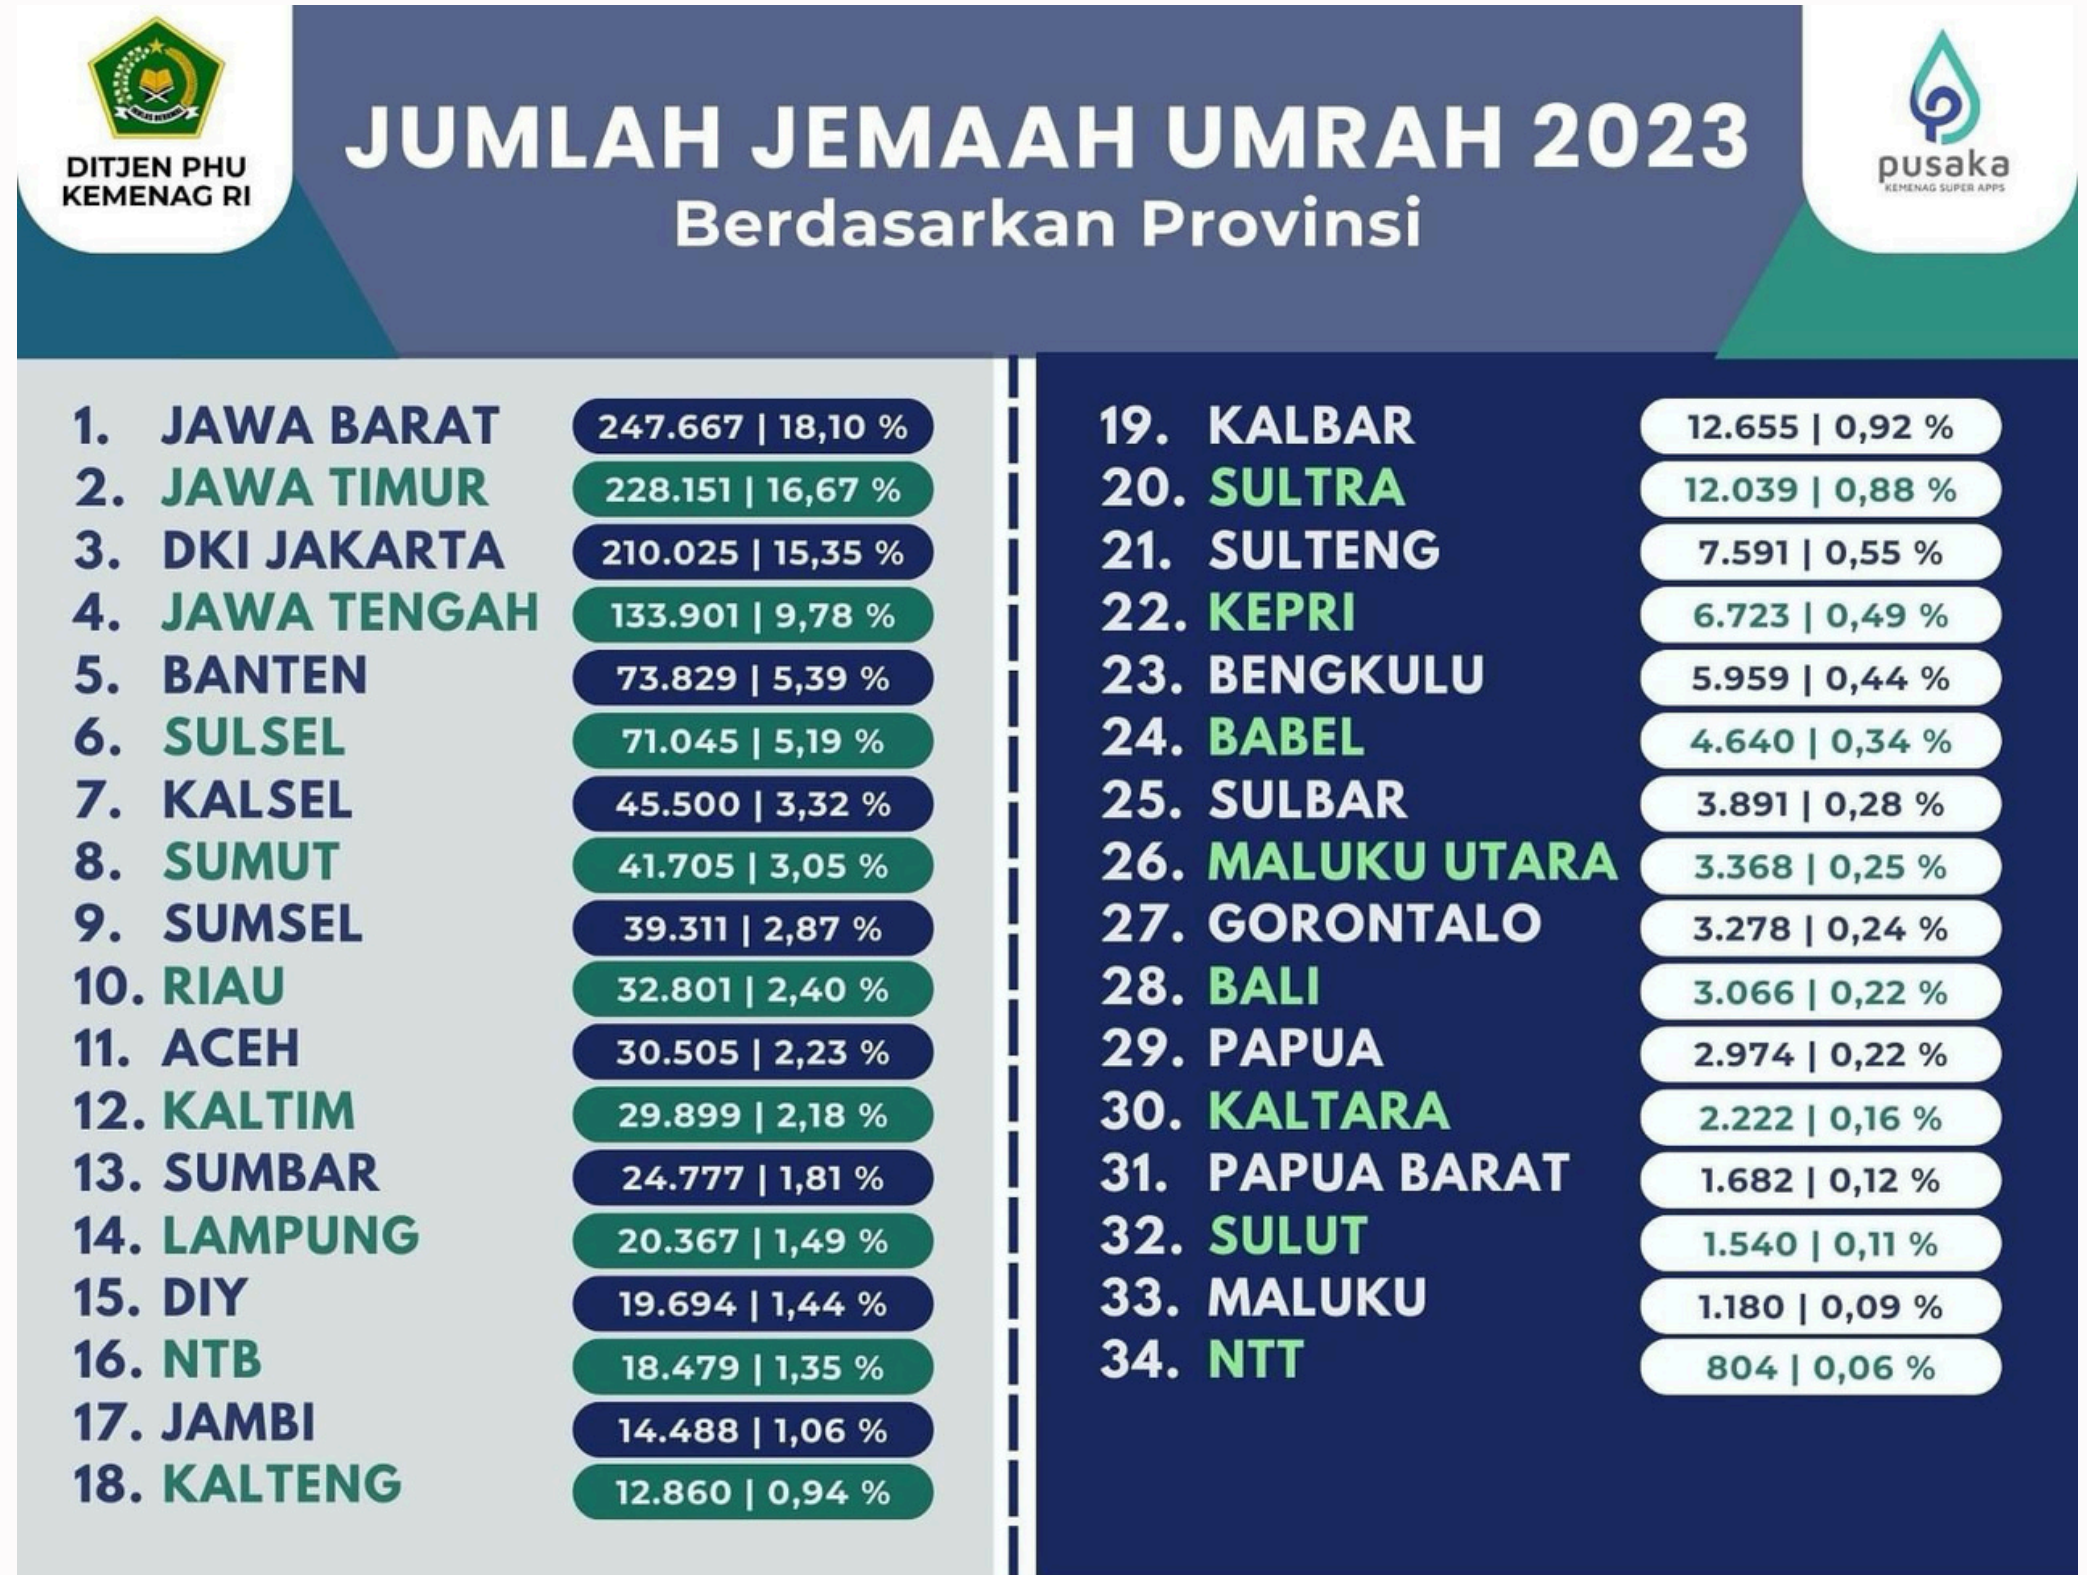 DITJEN PHU
KEMENAG RI
JUMLAH JEMAAH UMRAH 2023
Berdasarkan Provinsi
pusaka
KEMENAG SUPER APPS
1. JAWA BARAT 247.667 | 18,10 %
2. JAWA TIMUR 228.151 | 16,67 %
3. DKI JAKARTA 210.025 | 15,35 %
4. JAWA TENGAH 133.901 | 9,78 %
5. BANTEN 73.829 | 5,39 %
6. SULSEL 71.045 | 5,19 %
7. KALSEL 45.500 | 3,32 %
8. SUMUT 41.705 | 3,05 %
9. SUMSEL 39.311 | 2,87 %
10. RIAU 32.801 | 2,40 %
11. ACEH 30.505 | 2,23 %
12. KALTIM 29.899 | 2,18 %
13. SUMBAR 24.777 | 1,81 %
14. LAMPUNG 20.367 | 1,49 %
15. DIY 19.694 | 1,44 %
16. NTB 18.479 | 1,35 %
17. JAMBI 14.488 | 1,06 %
18. KALTENG 12.860 | 0,94 %
19. KALBAR 12.655 | 0,92 %
20. SULTRA 12.039 | 0,88 %
21. SULTENG 7.591 | 0,55 %
22. KEPRI 6.723 | 0,49 %
23. BENGKULU 5.959 | 0,44 %
24. BABEL 4.640 | 0,34 %
25. SULBAR 3.891 | 0,28 %
26. MALUKU UTARA 3.368 | 0,25 %
27. GORONTALO 3.278 | 0,24 %
28. BALI 3.066 | 0,22 %
29. PAPUA 2.974 | 0,22 %
30. KALTARA 2.222 | 0,16 %
31. PAPUA BARAT 1.682 | 0,12 %
32. SULUT 1.540 | 0,11 %
33. MALUKU 1.180 | 0,09 %
34. NTT 804 | 0,06 %